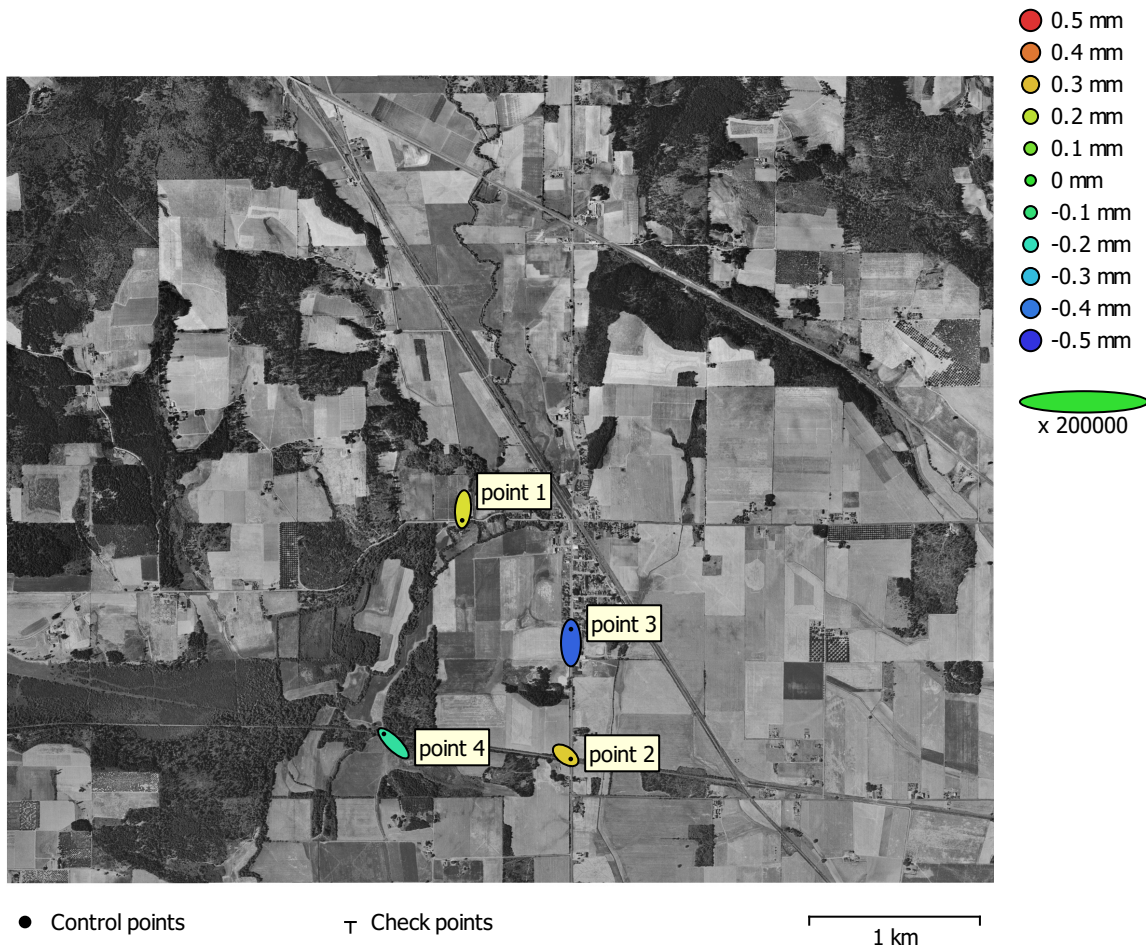 0.5 mm
0.4 mm
0.3 mm
0.2 mm
0.1 mm
0 mm
-0.1 mm
-0.2 mm
-0.3 mm
-0.4 mm
-0.5 mm
x 200000
point 1
point 3
point 4
point 2
Control points
Check points
1 km